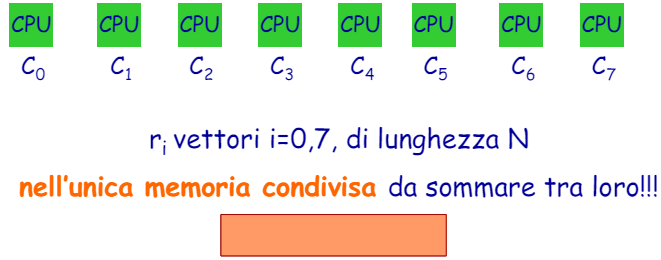 CPU CPU CPU CPU CPU CPU CPU CPU
C0 C1 C2 C3 C4 C5 C6 C7
ri vettori i=0,7, di lunghezza N
nell'unica memoria condivisa da sommare tra loro!!!